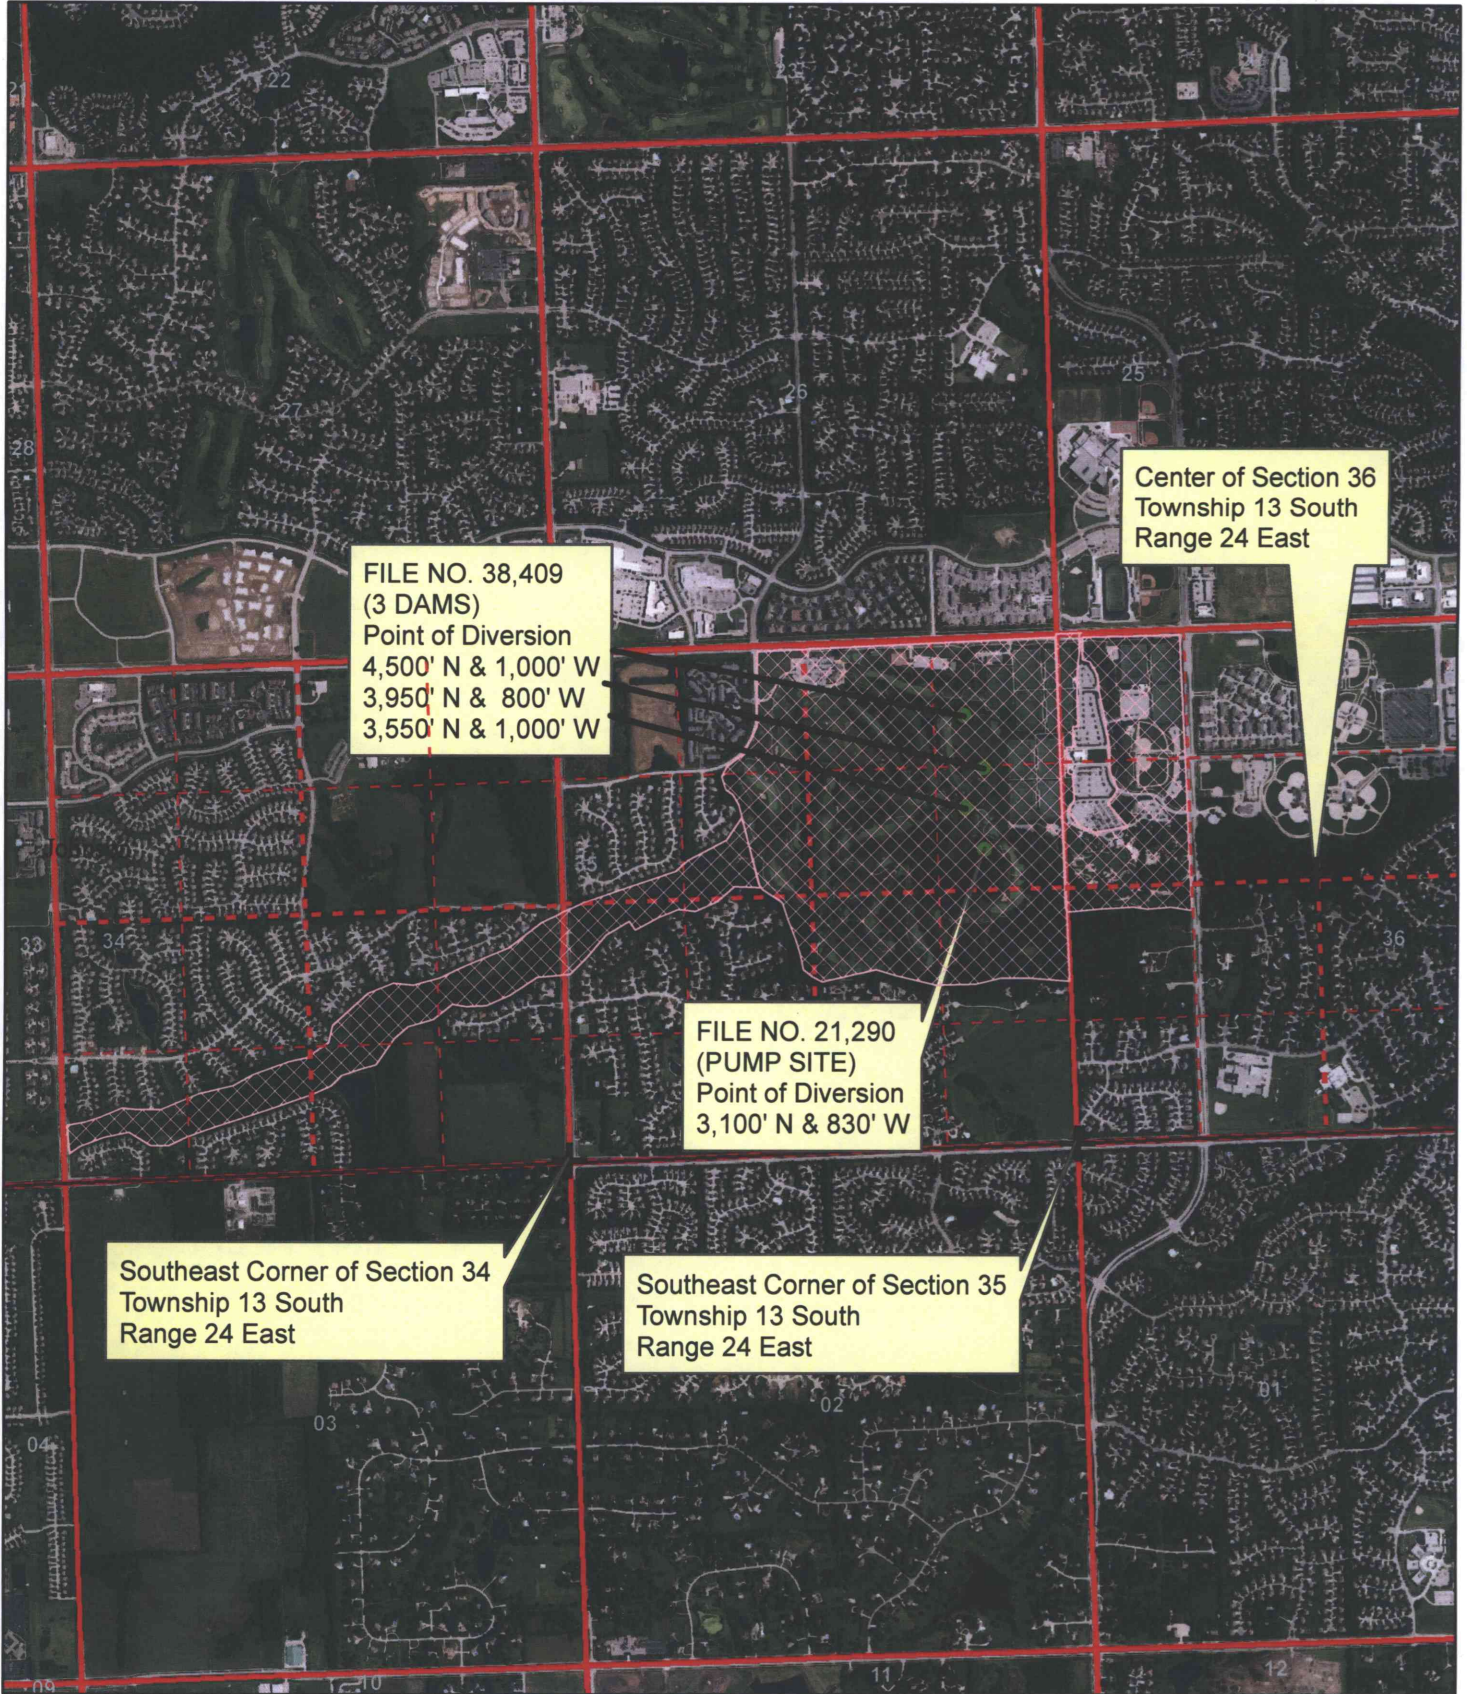 22
27
28
26
25
Center of Section 36
Township 13 South
Range 24 East
FILE NO. 38,409
(3 DAMS)
Point of Diversion
4,500' N & 1,000' W
3,950' N & 800' W
3,550' N & 1,000' W
33
34
36
FILE NO. 21,290
(PUMP SITE)
Point of Diversion
3,100' N & 830' W
Southeast Corner of Section 34
Township 13 South
Range 24 East
Southeast Corner of Section 35
Township 13 South
Range 24 East
04
03
02
01
09
10
11
12